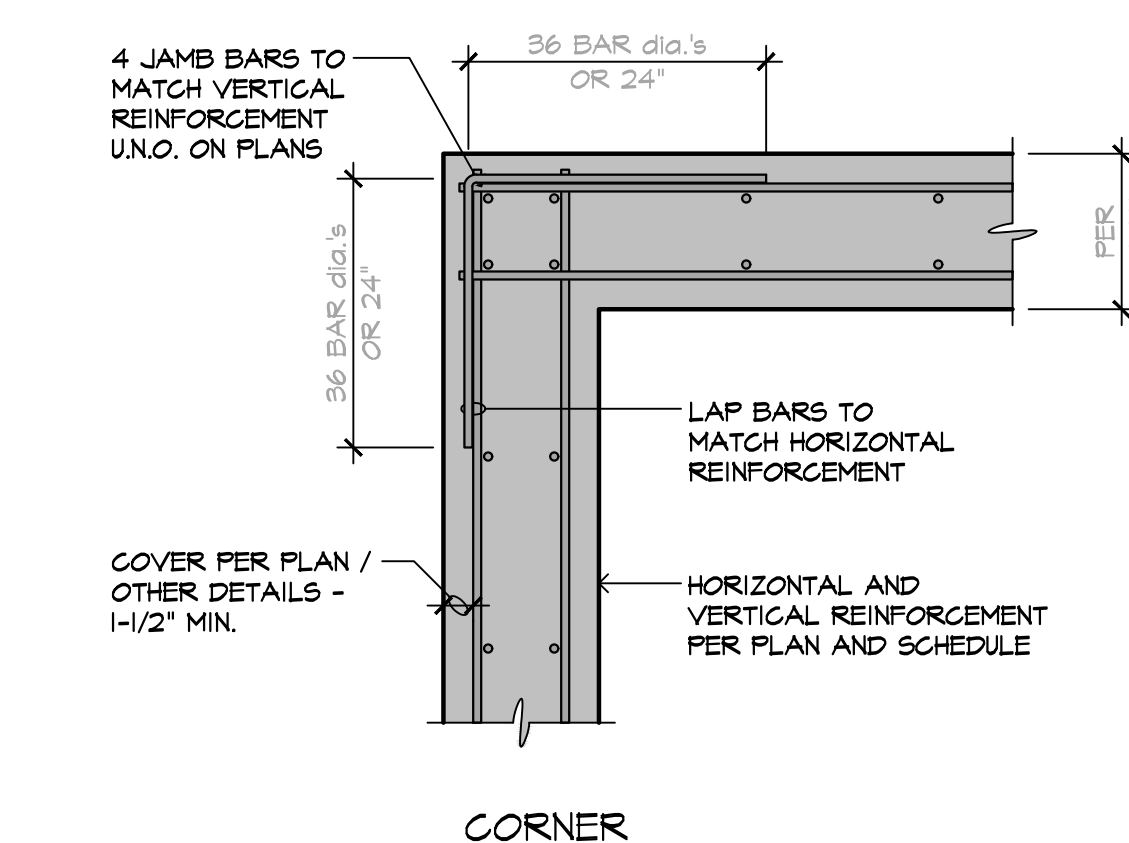 36 BAR dia.'s
OR 24"
4 JAMB BARS TO
MATCH VERTICAL
REINFORCEMENT
U.N.O. ON PLANS
PER
36 BAR dia.'s
OR 24"
LAP BARS TO
MATCH HORIZONTAL
REINFORCEMENT
COVER PER PLAN /
OTHER DETAILS -
1-1/2" MIN.
HORIZONTAL AND
VERTICAL REINFORCEMENT
PER PLAN AND SCHEDULE
CORNER